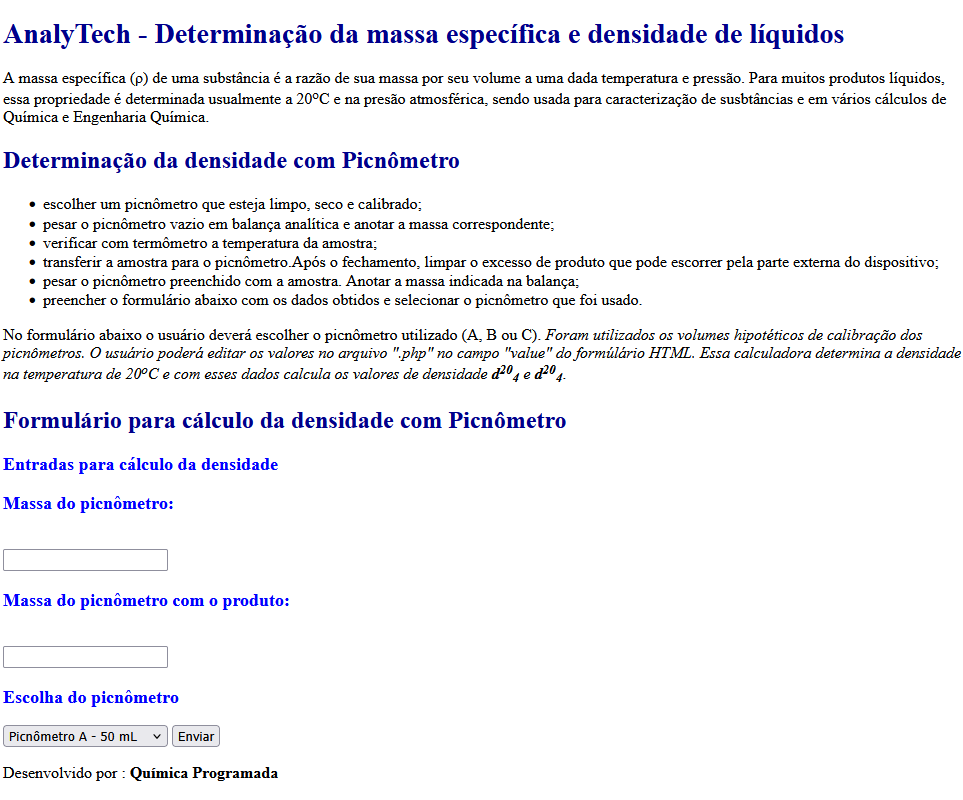 AnalyTech - Determinação da massa específica e densidade de líquidos
A massa específica (ρ) de uma substância é a razão de sua massa por seu volume a uma dada temperatura e pressão. Para muitos produtos líquidos,
essa propriedade é determinada usualmente a 20ºC e na presão atmosférica, sendo usada para caracterização de susbtâncias e em vários cálculos de
Química e Engenharia Química.
Determinação da densidade com Picnômetro
• escolher um picnômetro que esteja limpo, seco e calibrado;
• pesar o picnômetro vazio em balança analítica e anotar a massa correspondente;
• verificar com termômetro a temperatura da amostra;
• transferir a amostra para o picnômetro.Após o fechamento, limpar o excesso de produto que pode escorrer pela parte externa do dispositivo;
• pesar o picnômetro preenchido com a amostra. Anotar a massa indicada na balança;
• preencher o formulário abaixo com os dados obtidos e selecionar o picnômetro que foi usado.
No formulário abaixo o usuário deverá escolher o picnômetro utilizado (A, B ou C). Foram utilizados os volumes hipotéticos de calibração dos
picnômetros. O usuário poderá editar os valores no arquivo ".php" no campo "value" do formúlário HTML. Essa calculadora determina a densidade
na temperatura de 20ºC e com esses dados calcula os valores de densidade d²⁰₄ e d²⁰₄.
Formulário para cálculo da densidade com Picnômetro
Entradas para cálculo da densidade
Massa do picnômetro:
Massa do picnômetro com o produto:
Escolha do picnômetro
Picnômetro A - 50 mL Enviar
Desenvolvido por : Química Programada